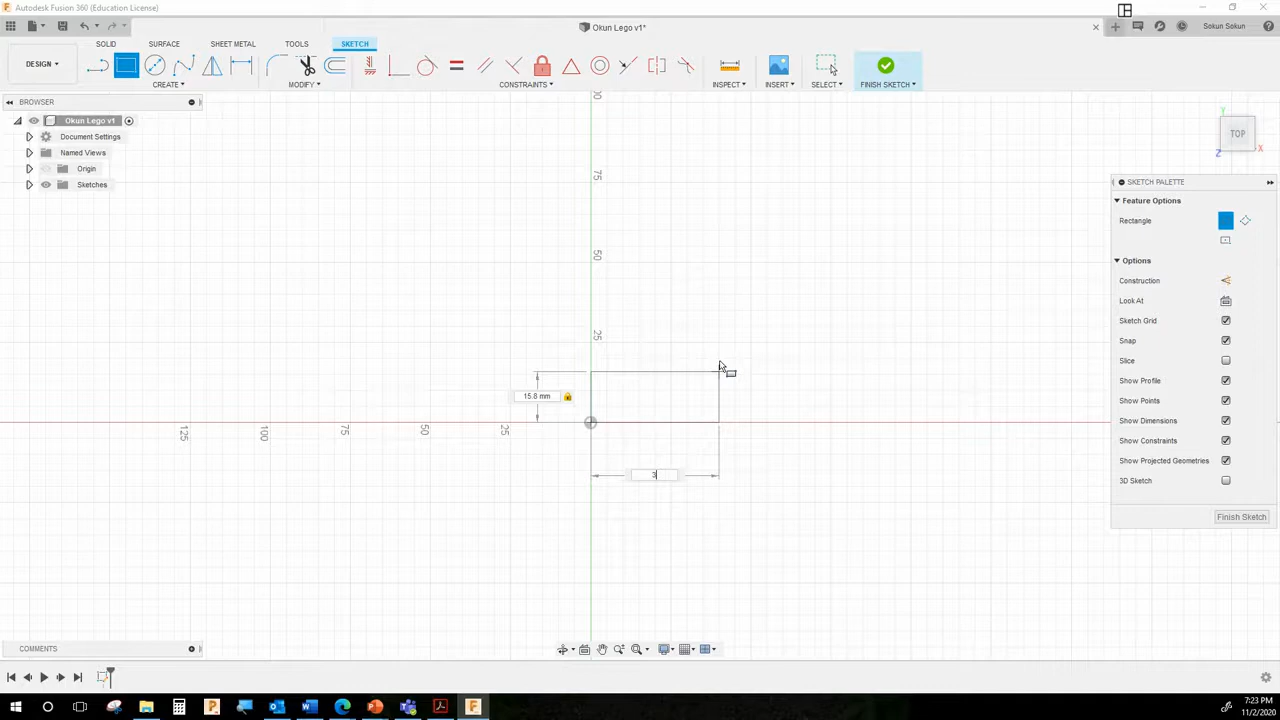 Autodesk Fusion 360 (Education License)
Okun Lego v1*
Sokun Sokun
SOLID SURFACE SHEET METAL TOOLS SKETCH
DESIGN
CREATE MODIFY CONSTRAINTS INSPECT INSERT SELECT FINISH SKETCH
BROWSER
Okun Lego v1
Document Settings
Named Views
Origin
Sketches
TOP
Y
X
Z
SKETCH PALETTE
Feature Options
Rectangle
Options
Construction
Look At
Sketch Grid
Snap
Slice
Show Profile
Show Points
Show Dimensions
Show Constraints
Show Projected Geometries
3D Sketch
Finish Sketch
75
50
25
15.8 mm
125 100 75 50 25
3
COMMENTS
7:23 PM
11/2/2020